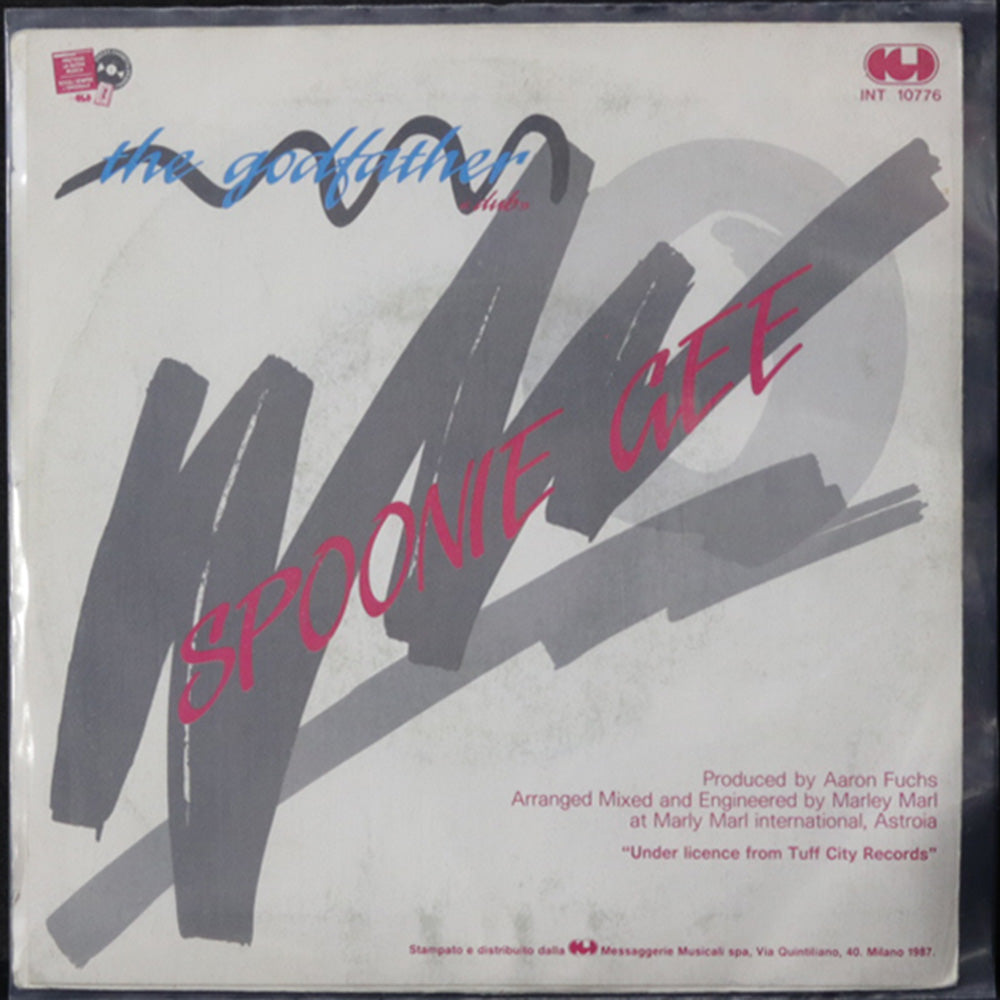 INT 10776
the godfather
«dub»
SPOONIE GEE
Produced by Aaron Fuchs
Arranged Mixed and Engineered by Marley Marl
at Marly Marl international, Astroia
"Under licence from Tuff City Records"
Stampato e distribuito dalla CGD Messaggerie Musicali spa, Via Quintiliano, 40. Milano 1987.